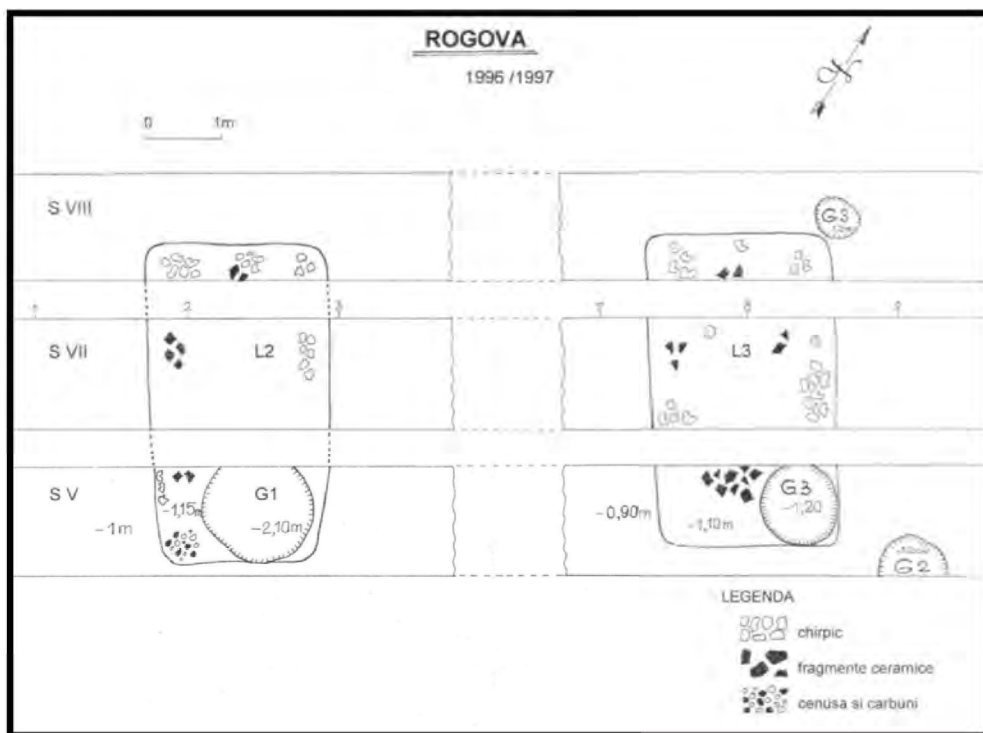 ROGOVA
1996 /1997
0 1m
S VIII
G3
1 2 3 7 8 9
S VII L2 L3
S V G1 G3
-1m -1,15m -2,10m -0,90m -1,10m -1,20
G2
LEGENDA
chirpic
fragmente ceramice
cenusa si carbuni